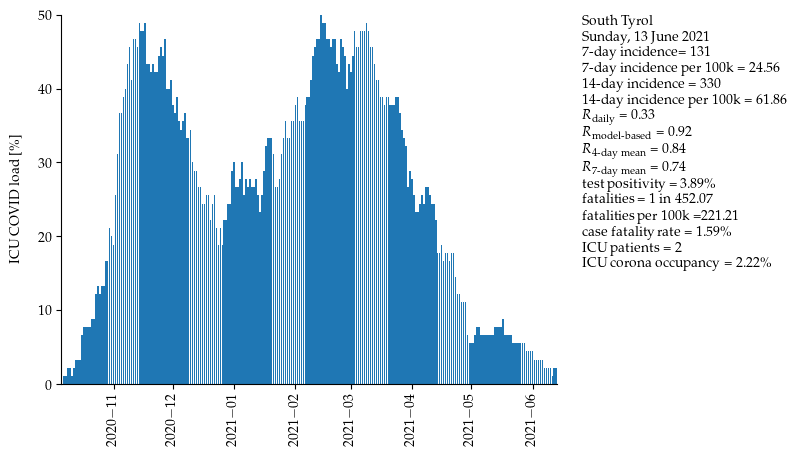 South Tyrol
Sunday, 13 June 2021
7-day incidence= 131
7-day incidence per 100k = 24.56
14-day incidence = 330
14-day incidence per 100k = 61.86
Rdaily = 0.33
Rmodel-based = 0.92
R4-day mean = 0.84
R7-day mean = 0.74
test positivity = 3.89%
fatalities = 1 in 452.07
fatalities per 100k =221.21
case fatality rate = 1.59%
ICU patients = 2
ICU corona occupancy = 2.22%
ICU COVID load [%]
50
40
30
20
10
0
2020−11
2020−12
2021−01
2021−02
2021−03
2021−04
2021−05
2021−06